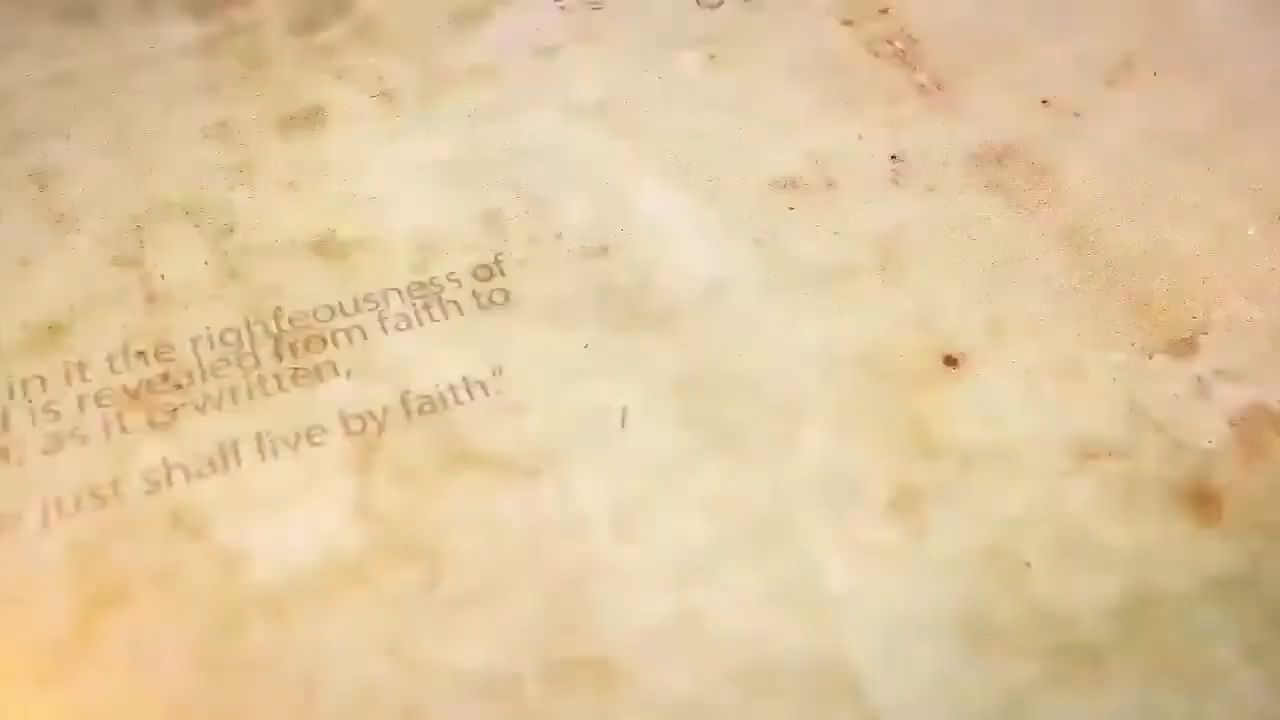 in it the righteousness of
is revealed from faith to
as it is written,
just shall live by faith."